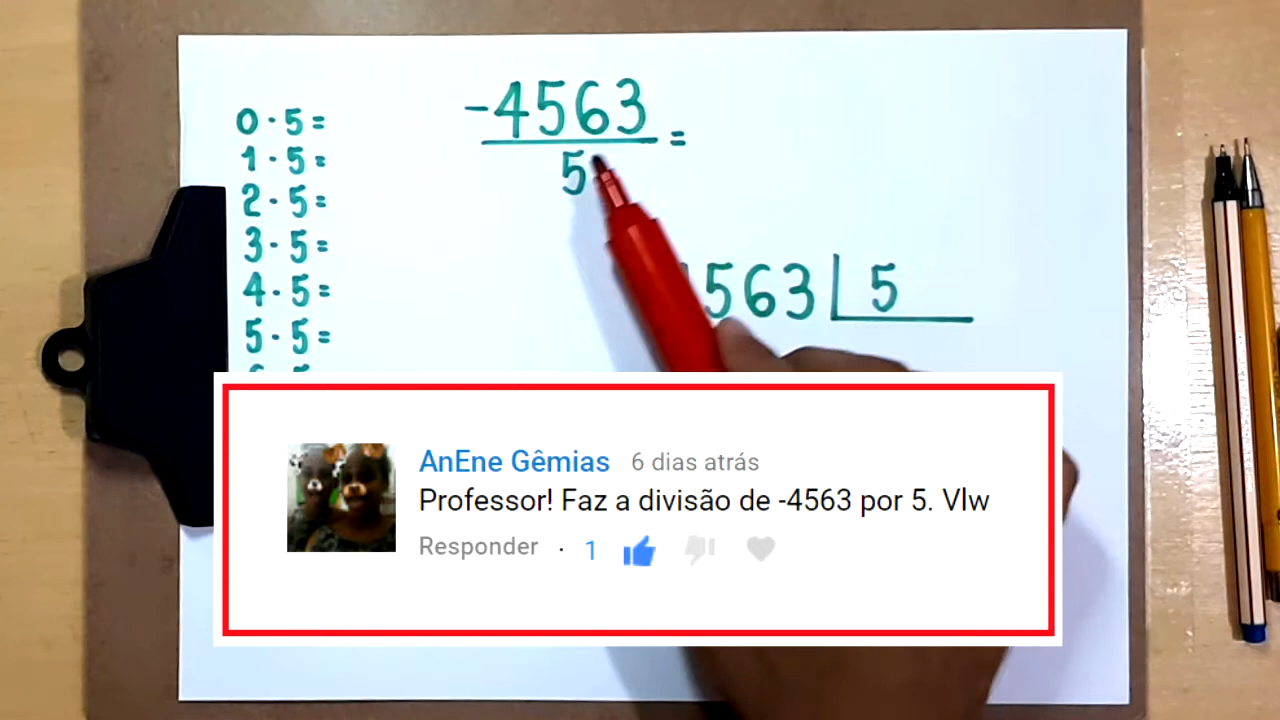 0 · 5 =
1 · 5 =
2 · 5 =
3 · 5 =
4 · 5 =
5 · 5 =
-4563
5
=
563 5
AnEne Gêmias 6 dias atrás
Professor! Faz a divisão de -4563 por 5. Vlw
Responder · 1